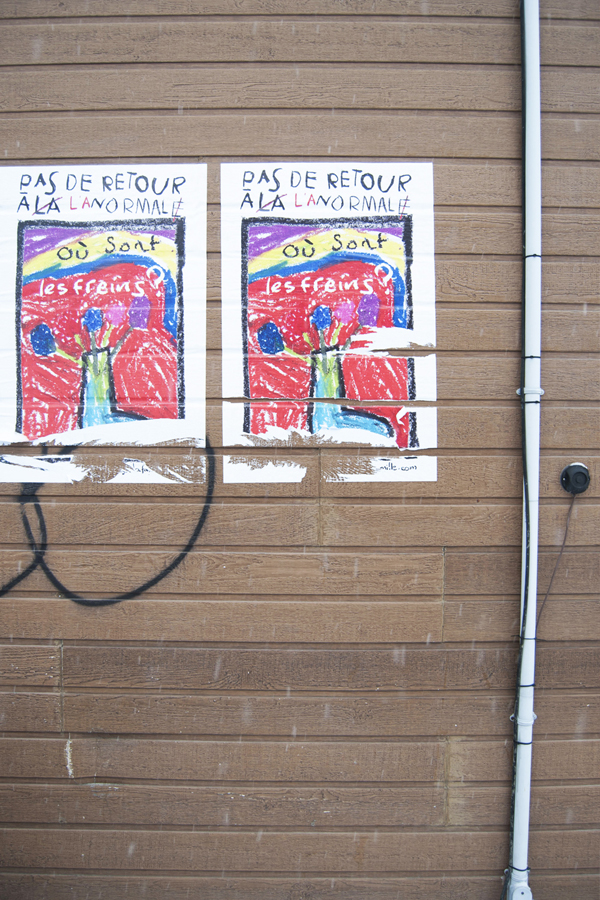 PAS DE RETOUR
À LA L'ANORMALE
OÙ Sont
les freins?
PAS DE RETOUR
À LA L'ANORMALE
OÙ Sont
les freins?